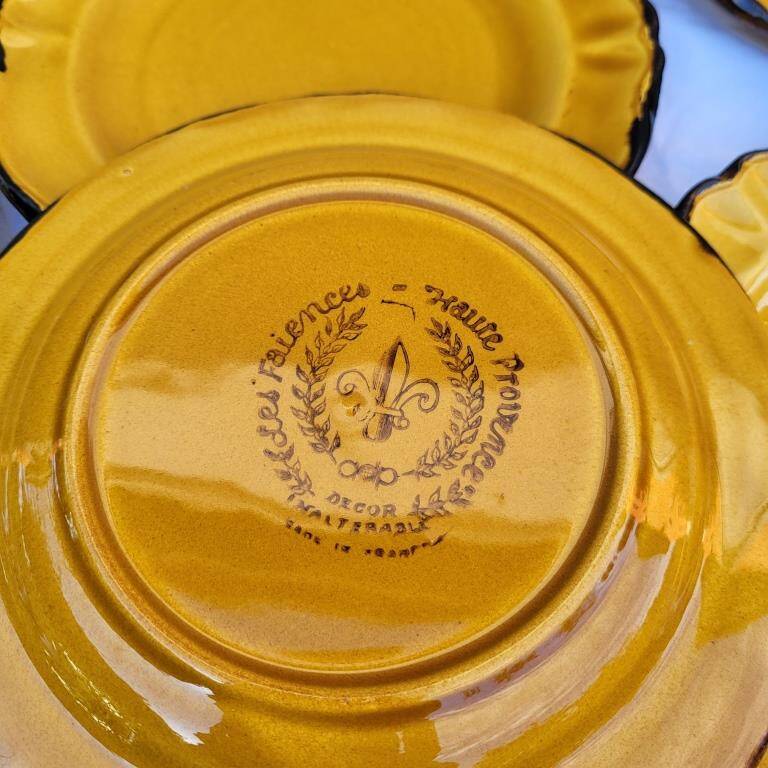 Les Faiences - Haute Provence
DECOR
INALTERABLE
MADE IN FRANCE